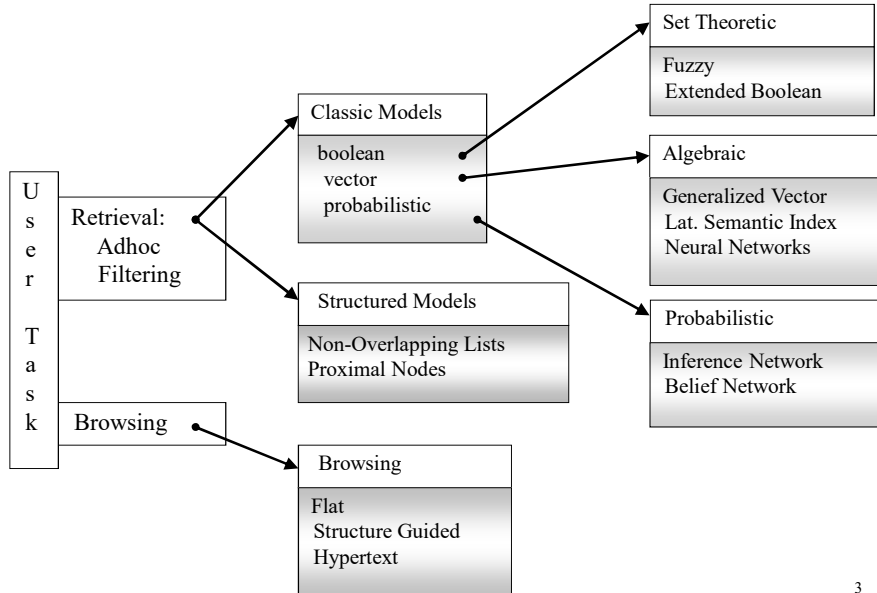 User Task
Retrieval:
Adhoc
Filtering
Browsing
Classic Models
boolean
vector
probabilistic
Structured Models
Non-Overlapping Lists
Proximal Nodes
Browsing
Flat
Structure Guided
Hypertext
Set Theoretic
Fuzzy
Extended Boolean
Algebraic
Generalized Vector
Lat. Semantic Index
Neural Networks
Probabilistic
Inference Network
Belief Network
3